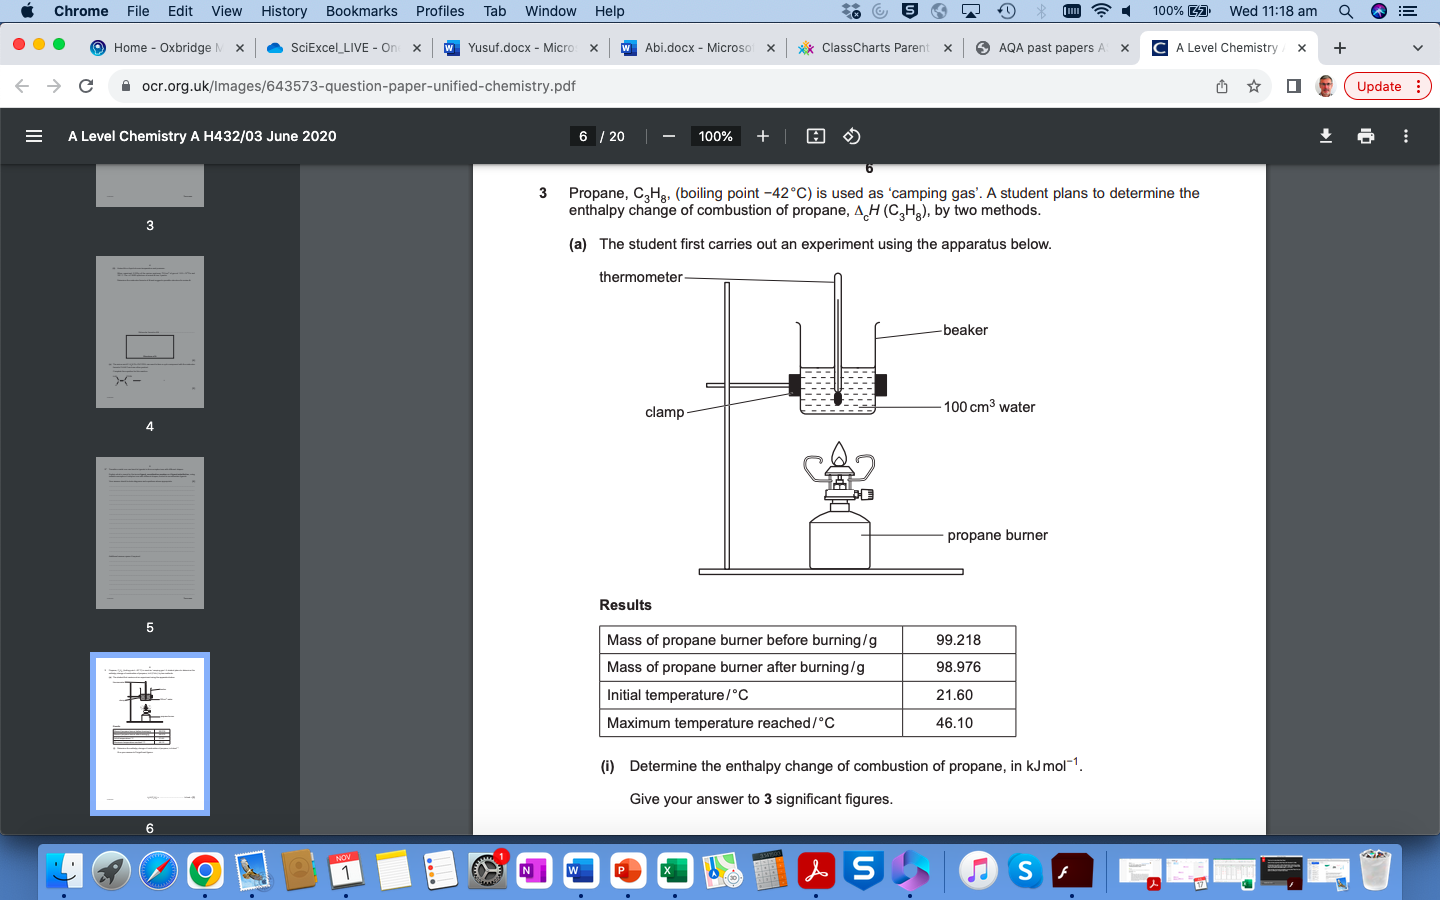 Chrome File Edit View History Bookmarks Profiles Tab Window Help 100% Wed 11:18 am
Home - Oxbridge M SciExcel_LIVE - On Yusuf.docx - Micro Abi.docx - Microso ClassCharts Parent AQA past papers A A Level Chemistry
ocr.org.uk/Images/643573-question-paper-unified-chemistry.pdf Update
A Level Chemistry A H432/03 June 2020 6 / 20 100%
3
4
5
6
6
3 Propane, C₃H₈, (boiling point −42°C) is used as ‘camping gas’. A student plans to determine the
enthalpy change of combustion of propane, Δ꜀H (C₃H₈), by two methods.
(a) The student first carries out an experiment using the apparatus below.
thermometer
beaker
clamp
100 cm³ water
propane burner
Results
Mass of propane burner before burning / g 99.218
Mass of propane burner after burning / g 98.976
Initial temperature / °C 21.60
Maximum temperature reached / °C 46.10
(i) Determine the enthalpy change of combustion of propane, in kJ mol⁻¹.
Give your answer to 3 significant figures.
NOV
1
1